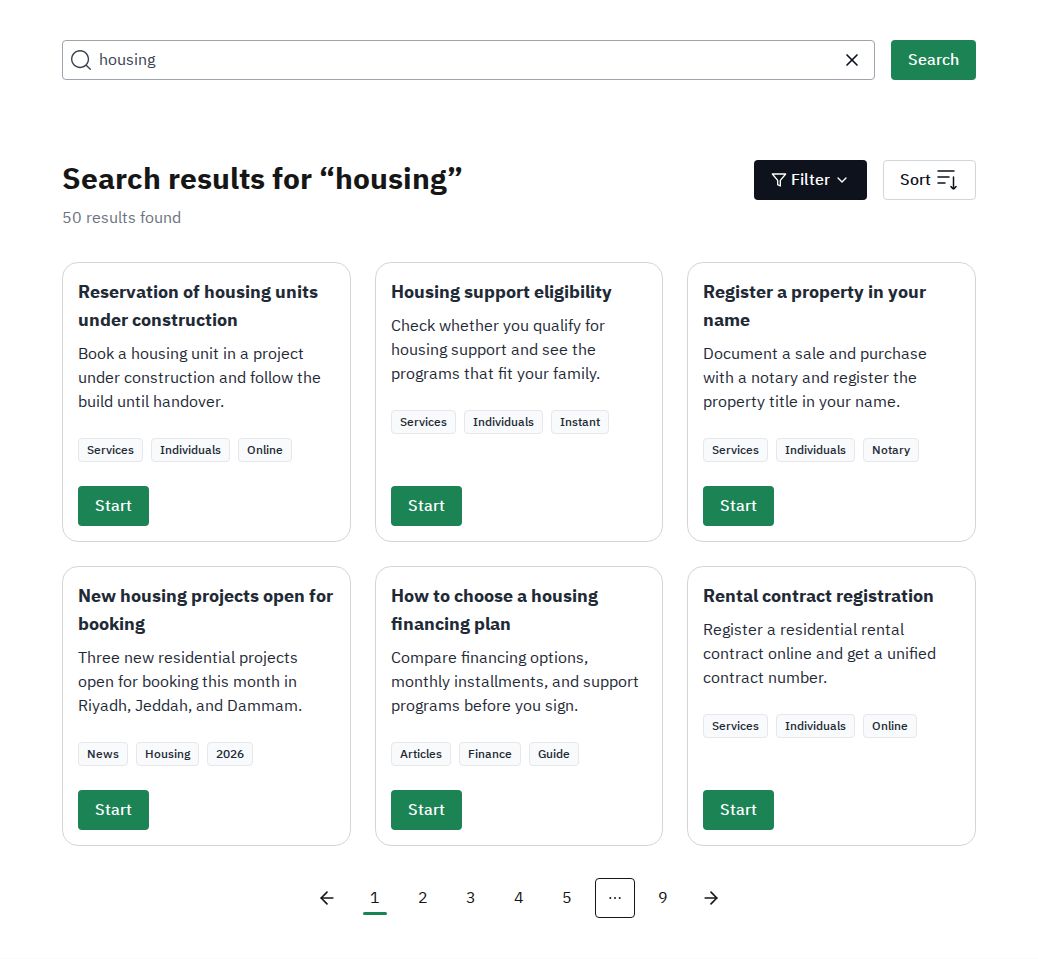 housing
Search
Search results for “housing”
Filter
Sort
50 results found
Reservation of housing units
under construction
Book a housing unit in a project
under construction and follow the
build until handover.
Services Individuals Online
Start
Housing support eligibility
Check whether you qualify for
housing support and see the
programs that fit your family.
Services Individuals Instant
Start
Register a property in your
name
Document a sale and purchase
with a notary and register the
property title in your name.
Services Individuals Notary
Start
New housing projects open for
booking
Three new residential projects
open for booking this month in
Riyadh, Jeddah, and Dammam.
News Housing 2026
Start
How to choose a housing
financing plan
Compare financing options,
monthly installments, and support
programs before you sign.
Articles Finance Guide
Start
Rental contract registration
Register a residential rental
contract online and get a unified
contract number.
Services Individuals Online
Start
1 2 3 4 5 ... 9